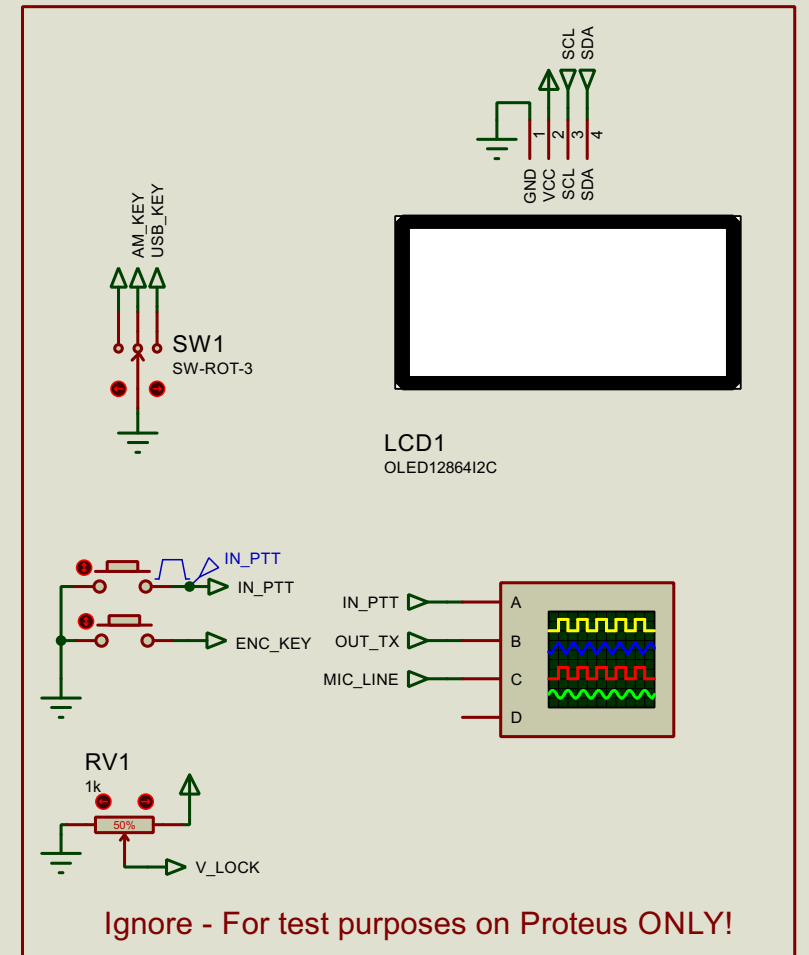 SCL
SDA
1
2
3
4
GND
VCC
SCL
SDA
AM_KEY
USB_KEY
SW1
SW-ROT-3
LCD1
OLED12864I2C
IN_PTT
IN_PTT
ENC_KEY
IN_PTT
OUT_TX
MIC_LINE
A
B
C
D
RV1
1k
50%
V_LOCK
Ignore - For test purposes on Proteus ONLY!